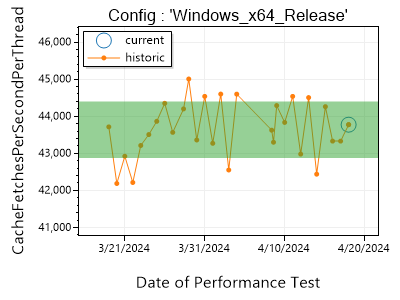 Config : 'Windows_x64_Release'
current
historic
CacheFetchesPerSecondPerThread
46,000
45,000
44,000
43,000
42,000
41,000
3/21/2024
3/31/2024
4/10/2024
4/20/2024
Date of Performance Test